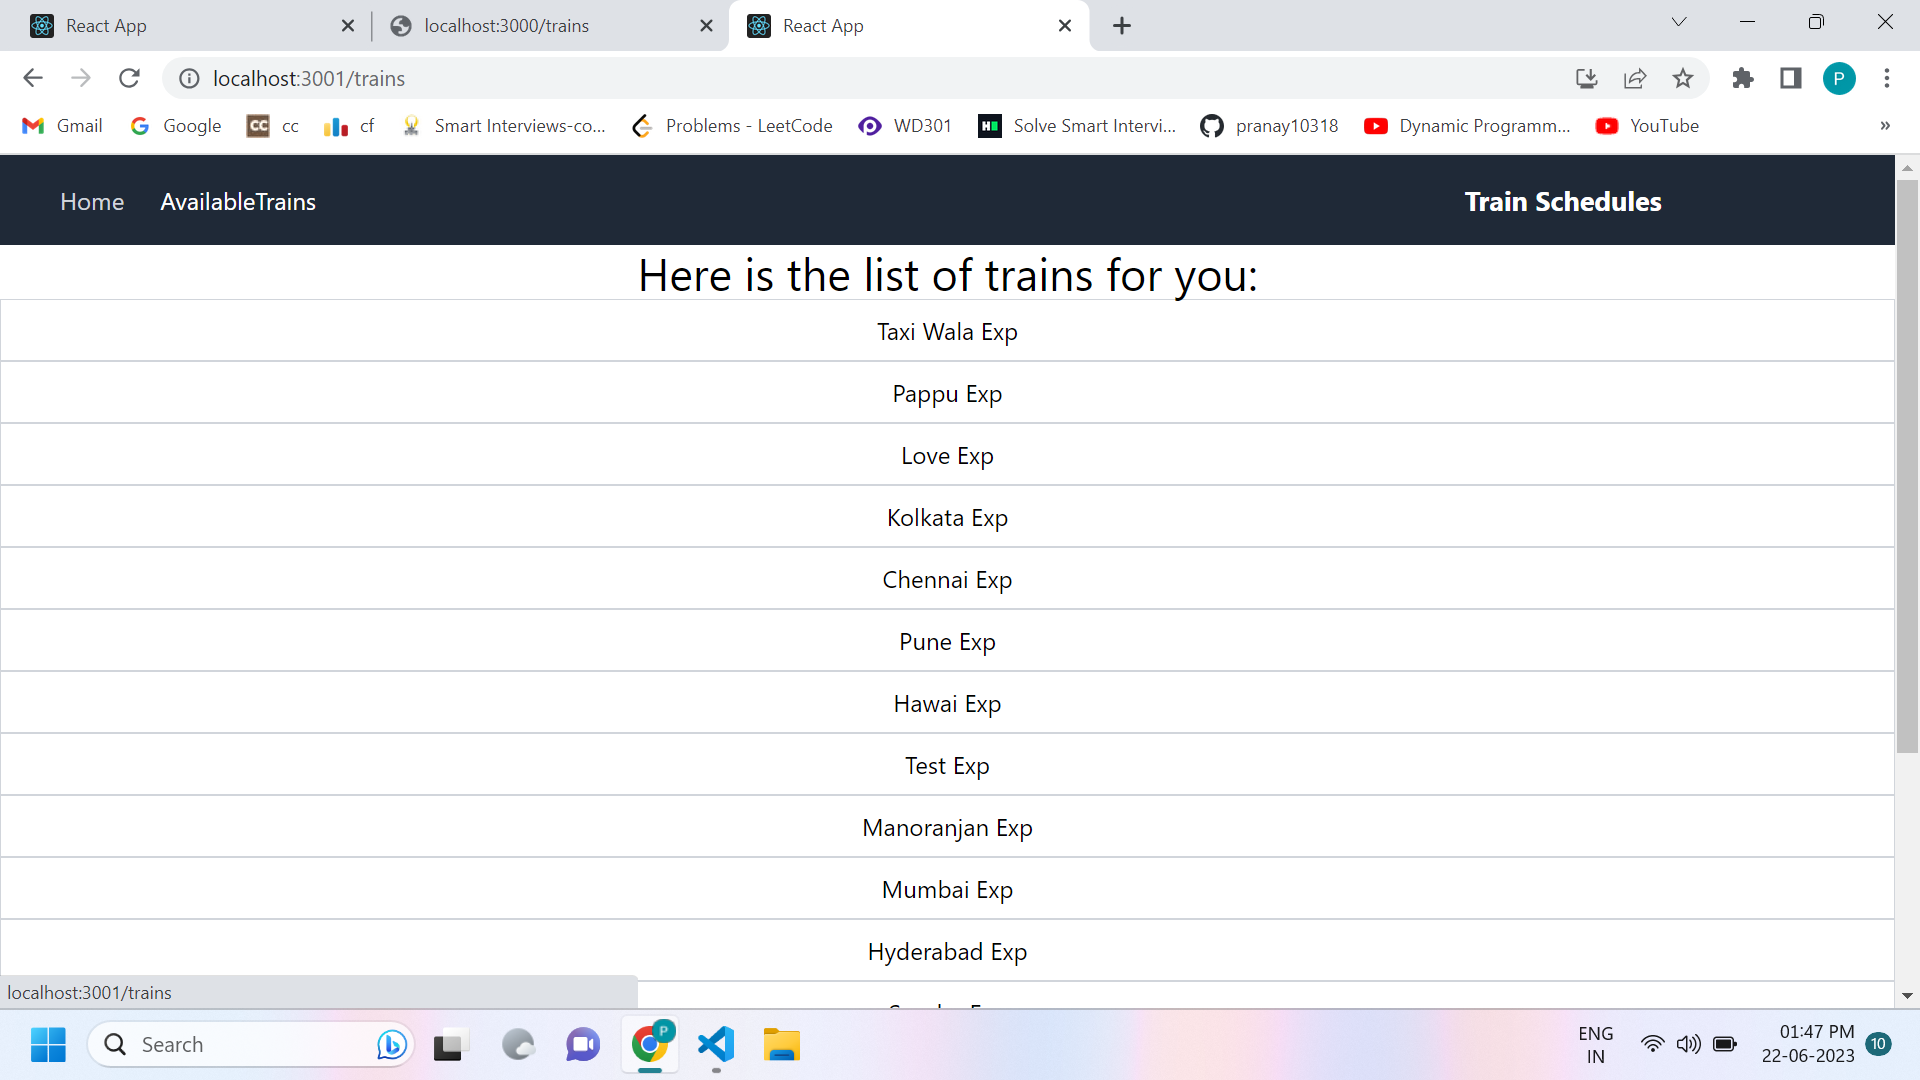 React App
localhost:3000/trains
React App
localhost:3001/trains
P
Gmail
Google
CC
cc
cf
Smart Interviews-co...
Problems - LeetCode
WD301
H
Solve Smart Intervi...
pranay10318
Dynamic Programm...
YouTube
»
Home
AvailableTrains
Train Schedules
Here is the list of trains for you:
Taxi Wala Exp
Pappu Exp
Love Exp
Kolkata Exp
Chennai Exp
Pune Exp
Hawai Exp
Test Exp
Manoranjan Exp
Mumbai Exp
Hyderabad Exp
localhost:3001/trains
Search
P
ENG
IN
01:47 PM
22-06-2023
10